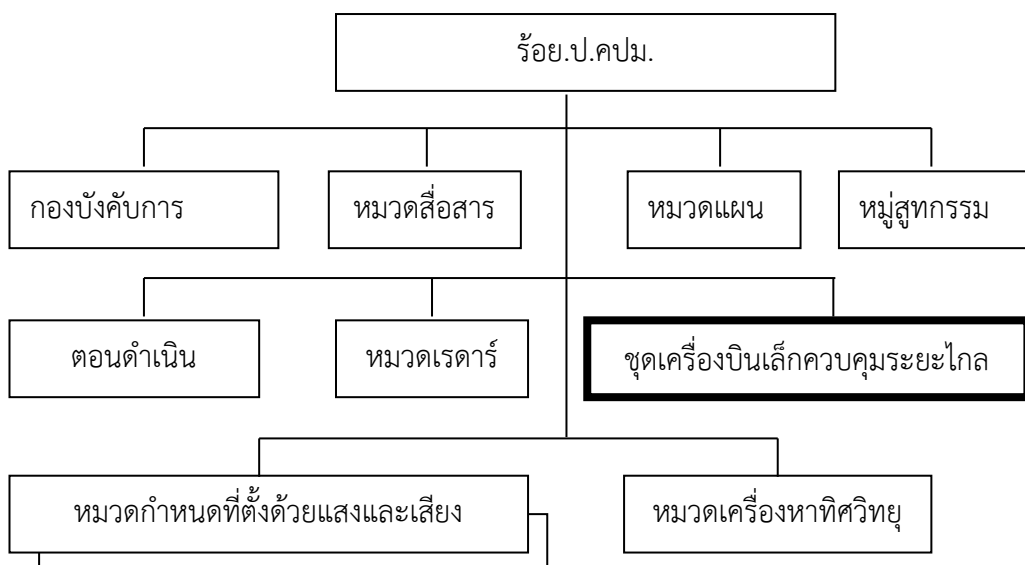 ร้อย.ป.คปม.
กองบังคับการ
หมวดสื่อสาร
หมวดแผน
หมู่สูทกรรม
ตอนดำเนิน
หมวดเรดาร์
ชุดเครื่องบินเล็กควบคุมระยะไกล
หมวดกำหนดที่ตั้งด้วยแสงและเสียง
หมวดเครื่องหาทิศวิทยุ